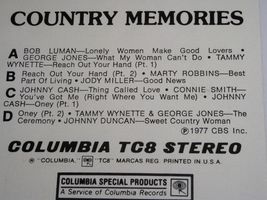 COUNTRY MEMORIES
A BOB LUMAN—Lonely Women Make Good Lovers •
GEORGE JONES—What My Woman Can't Do • TAMMY
WYNETTE—Reach Out Your Hand (Pt. 1)
B Reach Out Your Hand (Pt. 2) • MARTY ROBBINS—Best
Part Of Living • JODY MILLER—Good News
C JOHNNY CASH—Thing Called Love • CONNIE SMITH—
You've Got Me (Right Where You Want Me) • JOHNNY
CASH—Oney (Pt. 1)
D Oney (Pt. 2) • TAMMY WYNETTE & GEORGE JONES—The
Ceremony • JOHNNY DUNCAN—Sweet Country Woman
Ⓟ 1977 CBS Inc.
COLUMBIA TC8 STEREO
® "COLUMBIA," TC8 MARCAS REG. PRINTED IN U.S.A.
COLUMBIA SPECIAL PRODUCTS
A Service of Columbia Records